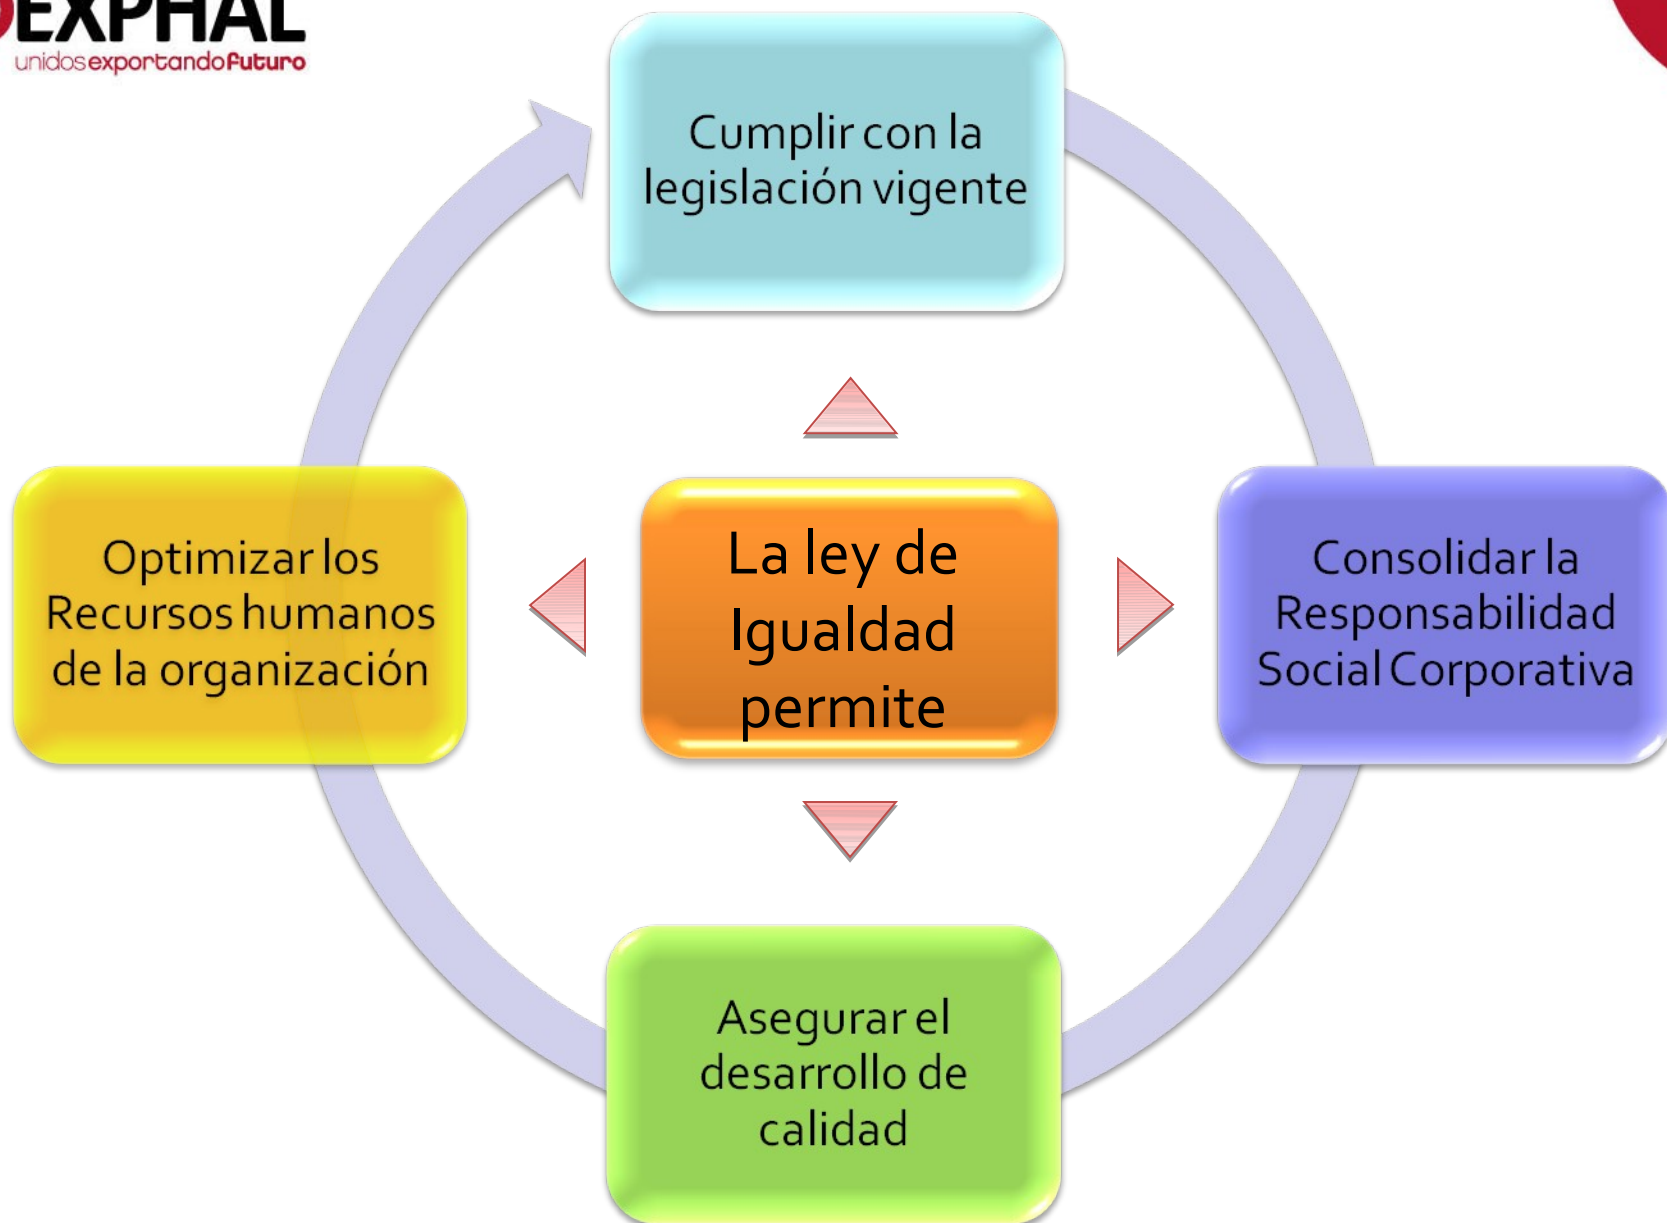 EXPHAL
unidosexportandofuturo
Cumplir con la
legislación vigente
Optimizar los
Recursos humanos
de la organización
La ley de
Igualdad
permite
Consolidar la
Responsabilidad
Social Corporativa
Asegurar el
desarrollo de
calidad